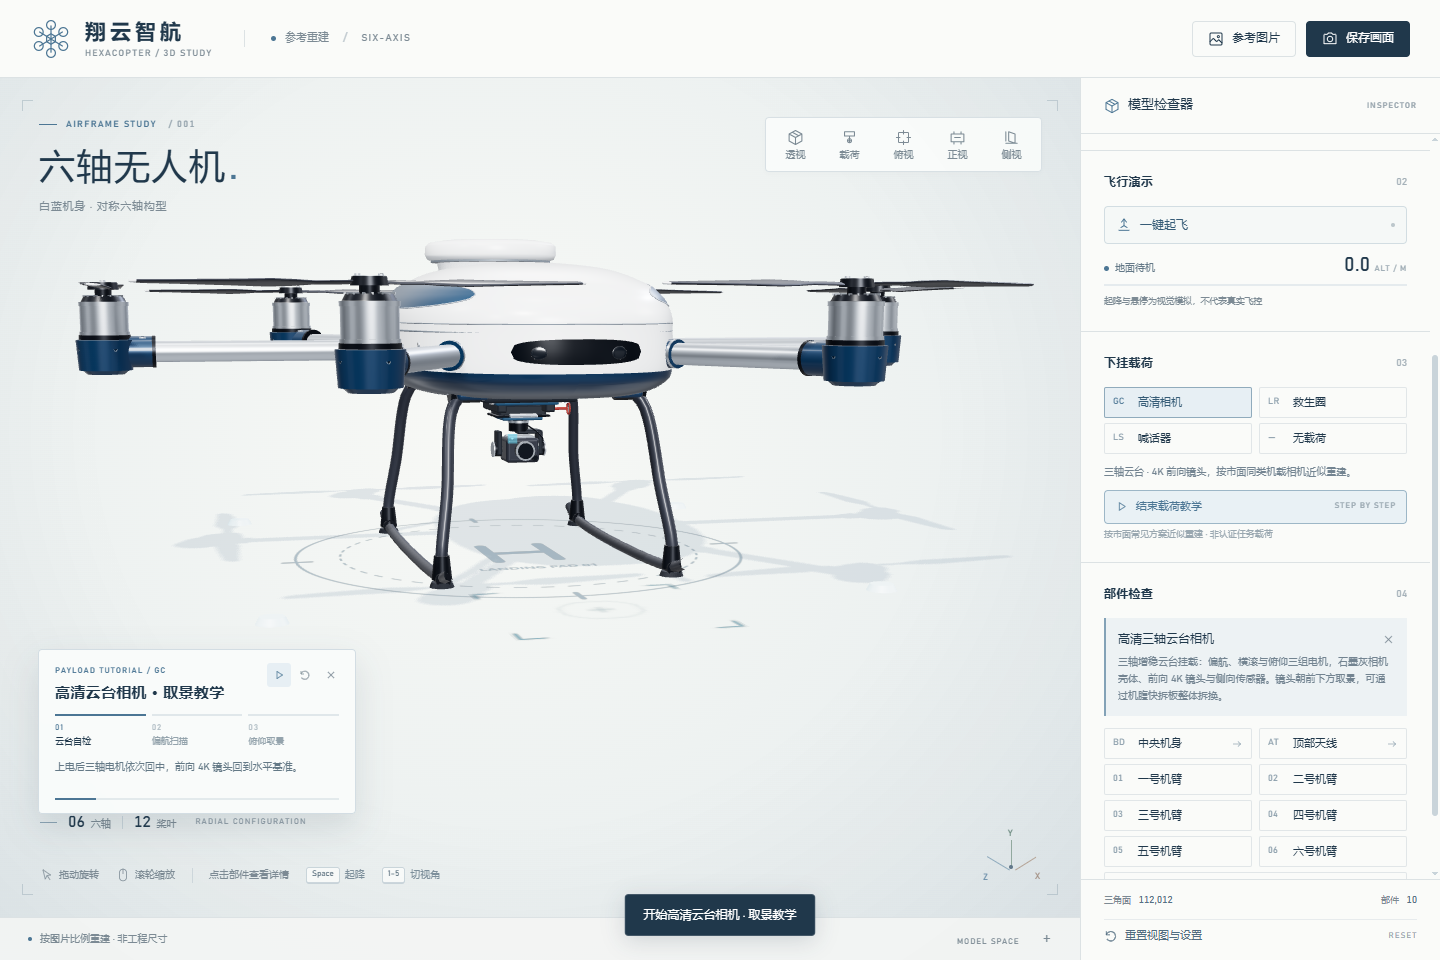 翔云智航
HEXACOPTER / 3D STUDY
参考重建 / SIX-AXIS
参考图片
保存画面
AIRFRAME STUDY / 001
六轴无人机.
白蓝机身 · 对称六轴构型
透视
载荷
俯视
正视
侧视
H
LANDING PAD 01
PAYLOAD TUTORIAL / GC
高清云台相机 • 取景教学
01
云台自检
02
偏航扫描
03
俯仰取景
上电后三轴电机依次回中，前向 4K 镜头回到水平基准。
06 六轴
12 桨叶
RADIAL CONFIGURATION
拖动旋转
滚轮缩放
点击部件查看详情
Space 起降
1–5 切视角
Y
Z
X
按图片比例重建 · 非工程尺寸
开始高清云台相机 · 取景教学
MODEL SPACE +
模型检查器
INSPECTOR
飞行演示
02
一键起飞
地面待机
0.0 ALT / M
起降与悬停为视觉模拟，不代表真实飞控
下挂载荷
03
GC 高清相机
LR 救生圈
LS 喊话器
— 无载荷
三轴云台 · 4K 前向镜头，按市面同类机载相机近似重建。
结束载荷教学
STEP BY STEP
按市面常见方案近似重建 · 非认证任务载荷
部件检查
04
高清三轴云台相机
三轴增稳云台挂载：偏航、横滚与俯仰三组电机，石墨灰相机
壳体、前向 4K 镜头与侧向传感器。镜头朝前下方取景，可通
过机腹快拆板整体拆换。
BD 中央机身
AT 顶部天线
01 一号机臂
02 二号机臂
03 三号机臂
04 四号机臂
05 五号机臂
06 六号机臂
三角面 112,012
部件 10
重置视图与设置
RESET